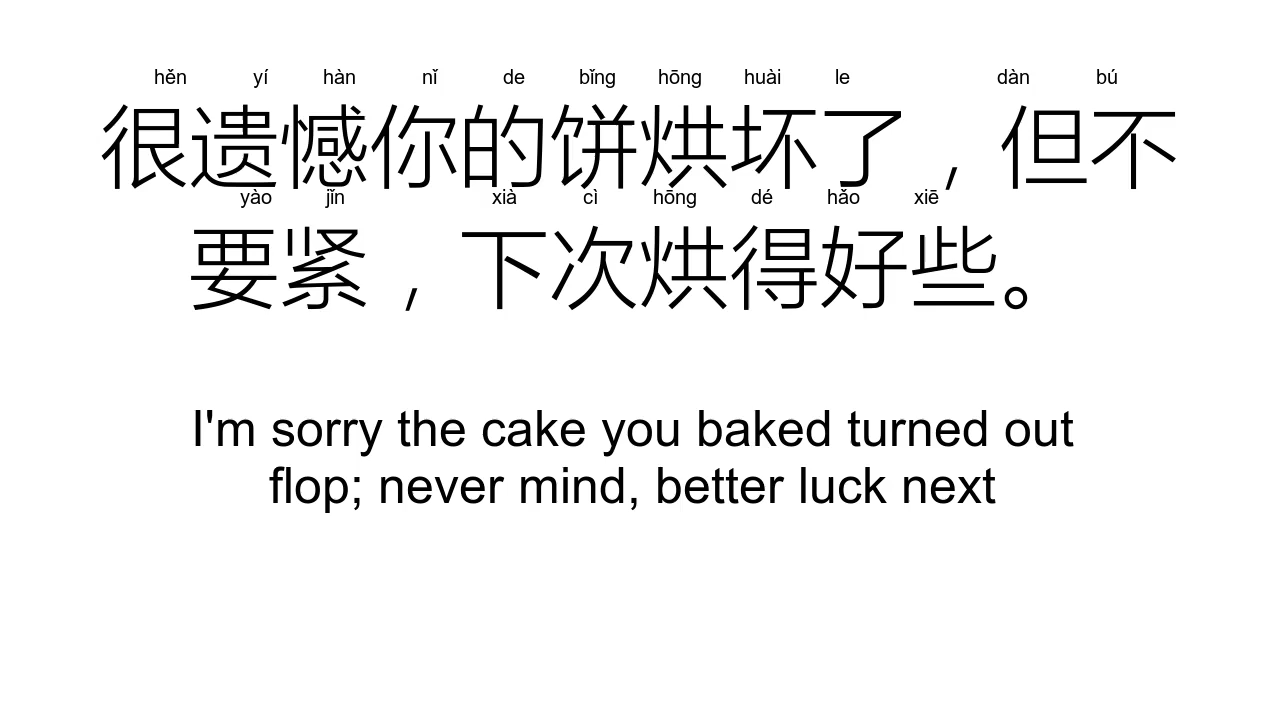 hěn yí hàn nǐ de bǐng hōng huài le dàn bú
很遗憾你的饼烘坏了，但不
yào jǐn xià cì hōng dé hǎo xiē
要紧，下次烘得好些。
I'm sorry the cake you baked turned out
flop; never mind, better luck next